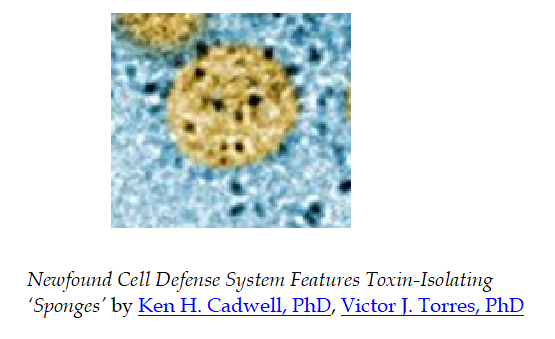 Newfound Cell Defense System Features Toxin-Isolating
‘Sponges’ by Ken H. Cadwell, PhD, Victor J. Torres, PhD